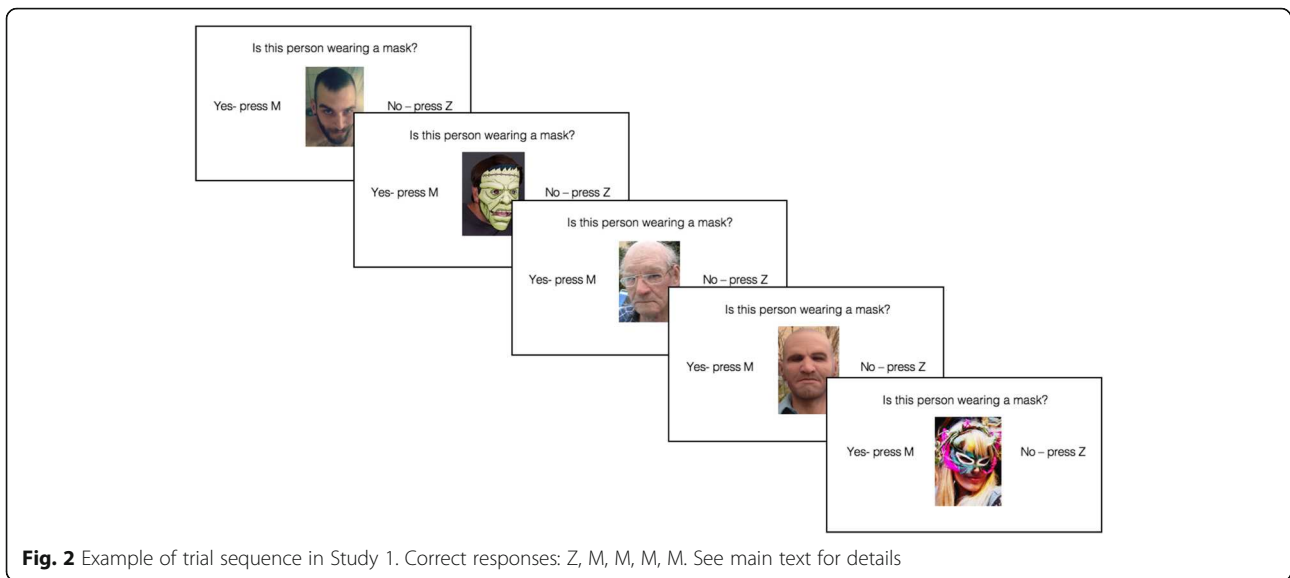 Is this person wearing a mask?
Yes- press M No – press Z
Is this person wearing a mask?
Yes- press M No – press Z
Is this person wearing a mask?
Yes- press M No – press Z
Is this person wearing a mask?
Yes- press M No – press Z
Is this person wearing a mask?
Yes- press M No – press Z
Fig. 2 Example of trial sequence in Study 1. Correct responses: Z, M, M, M, M. See main text for details